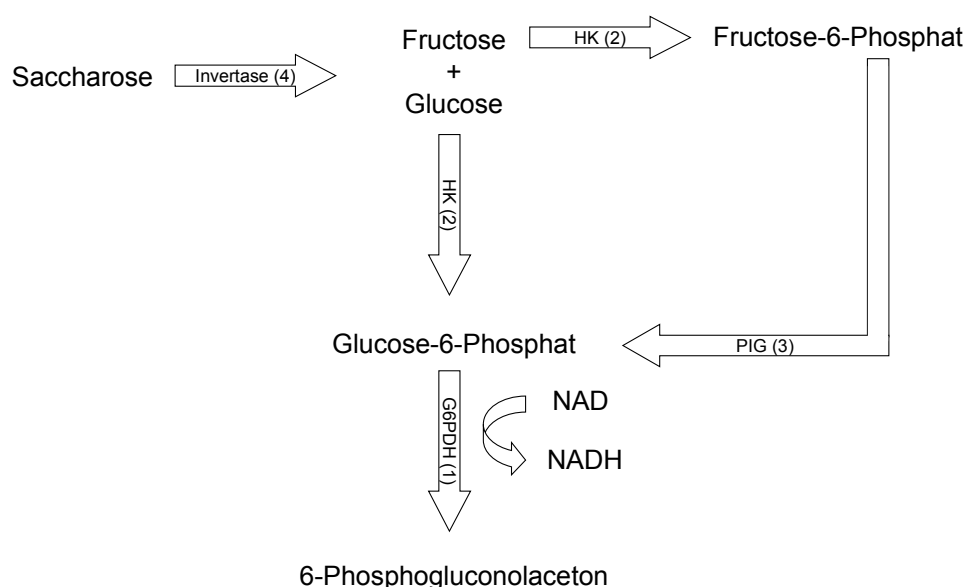 Saccharose
Invertase (4)
Fructose
+
Glucose
HK (2)
Fructose-6-Phosphat
HK (2)
Glucose-6-Phosphat
PIG (3)
G6PDH (1)
NAD
NADH
6-Phosphogluconolaceton